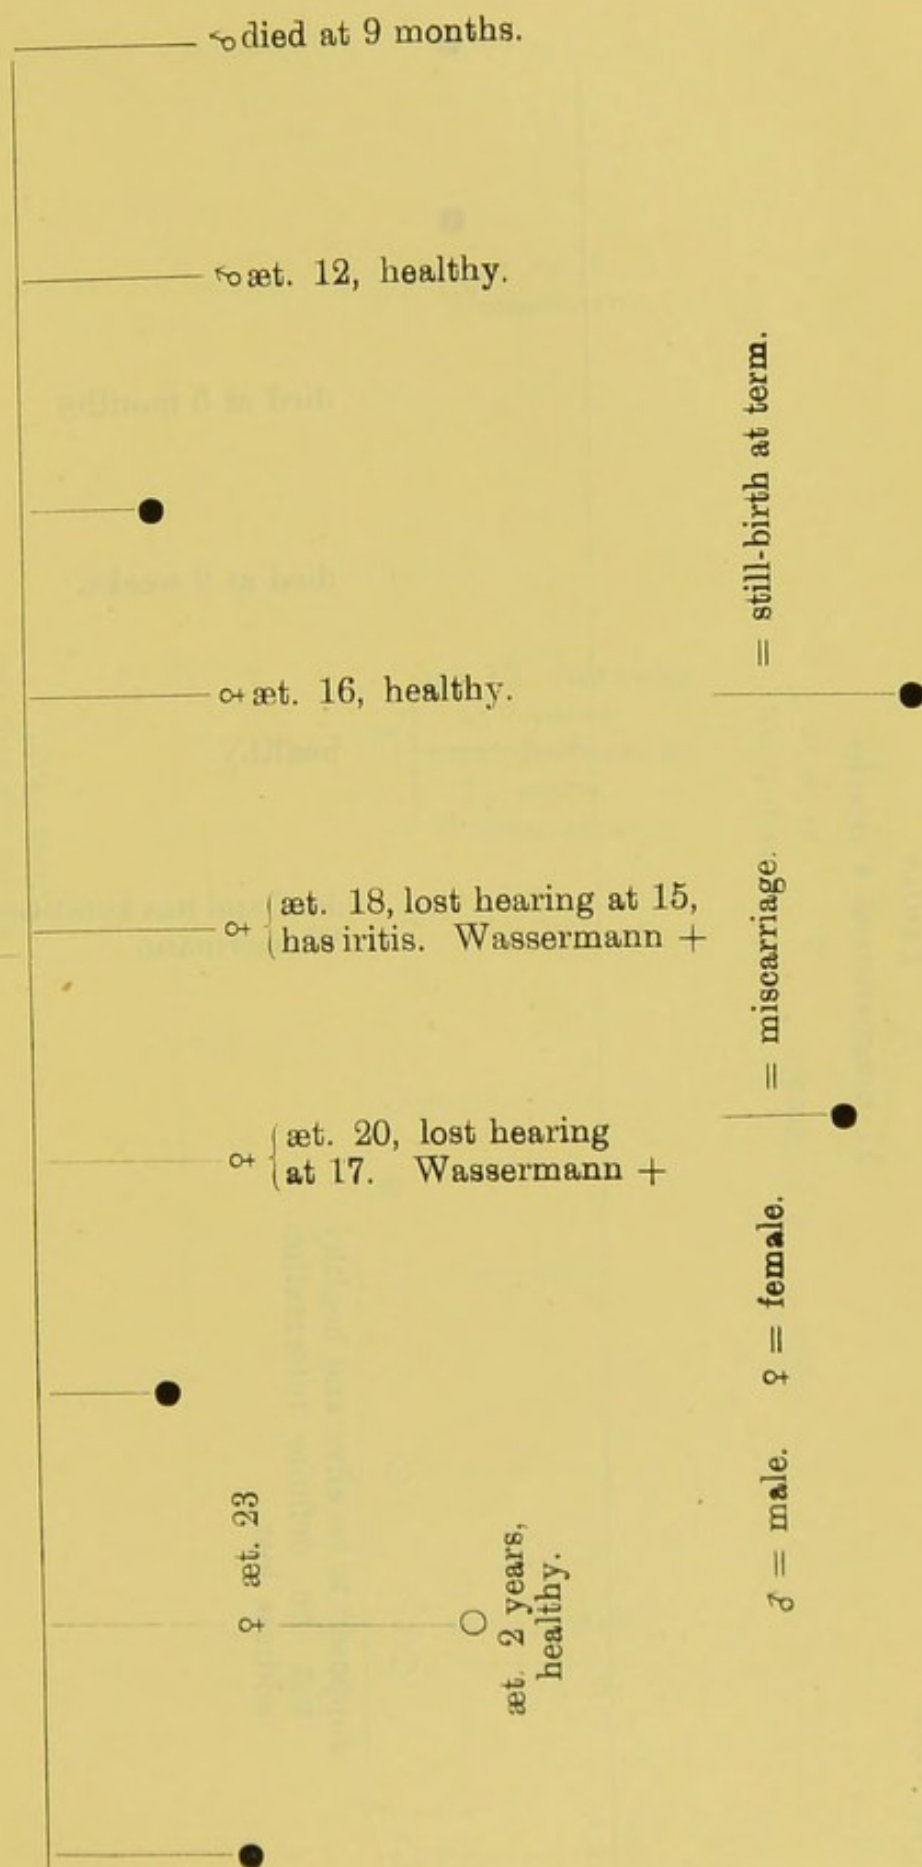 ♂ died at 9 months.
♂ æt. 12, healthy.
♀ æt. 16, healthy.
♀ { æt. 18, lost hearing at 15,
has iritis. Wassermann +
♀ { æt. 20, lost hearing
at 17. Wassermann +
♀ æt. 23
æt. 2 years,
healthy.
♂ = male. ♀ = female. = miscarriage. = still-birth at term.